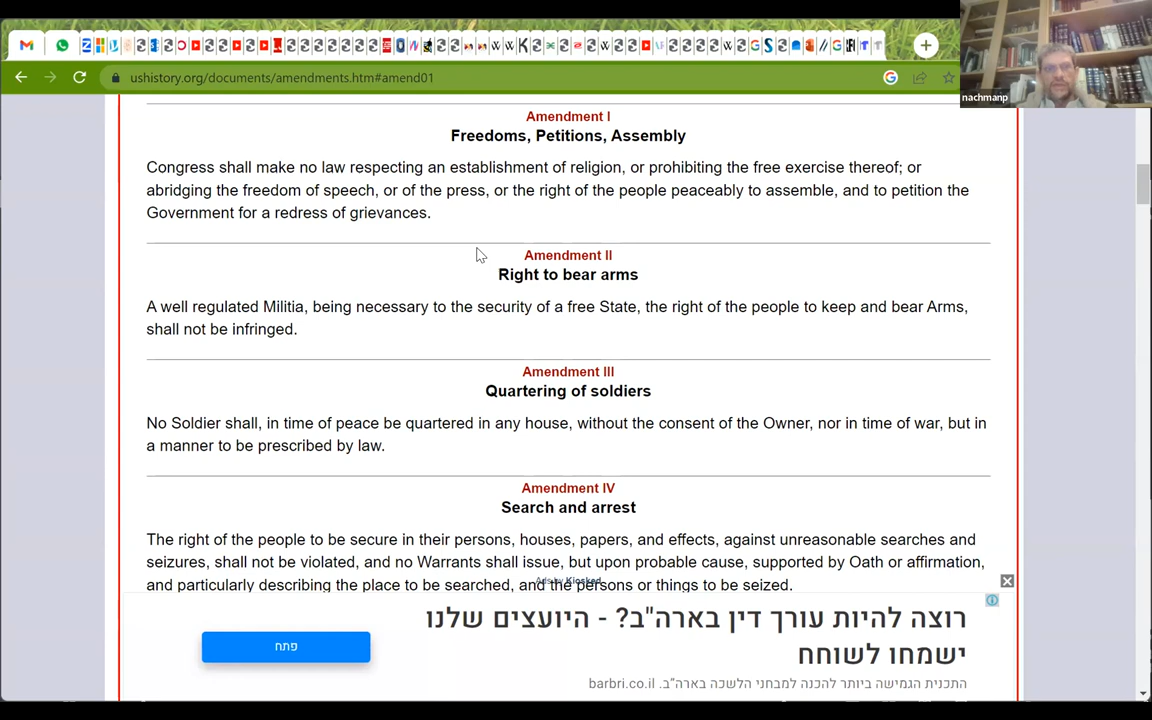 ushistory.org/documents/amendments.htm#amend01
nachmanp
Amendment I
Freedoms, Petitions, Assembly
Congress shall make no law respecting an establishment of religion, or prohibiting the free exercise thereof; or
abridging the freedom of speech, or of the press, or the right of the people peaceably to assemble, and to petition the
Government for a redress of grievances.
Amendment II
Right to bear arms
A well regulated Militia, being necessary to the security of a free State, the right of the people to keep and bear Arms,
shall not be infringed.
Amendment III
Quartering of soldiers
No Soldier shall, in time of peace be quartered in any house, without the consent of the Owner, nor in time of war, but in
a manner to be prescribed by law.
Amendment IV
Search and arrest
The right of the people to be secure in their persons, houses, papers, and effects, against unreasonable searches and
seizures, shall not be violated, and no Warrants shall issue, but upon probable cause, supported by Oath or affirmation,
and particularly describing the place to be searched, and the persons or things to be seized.
Ads by Kiosked
רוצה להיות עורך דין בארה"ב? - היועצים שלנו
ישמחו לשוחח
פתח
התכנית הגמישה ביותר להכנה למבחני הלשכה בארה"ב. barbri.co.il